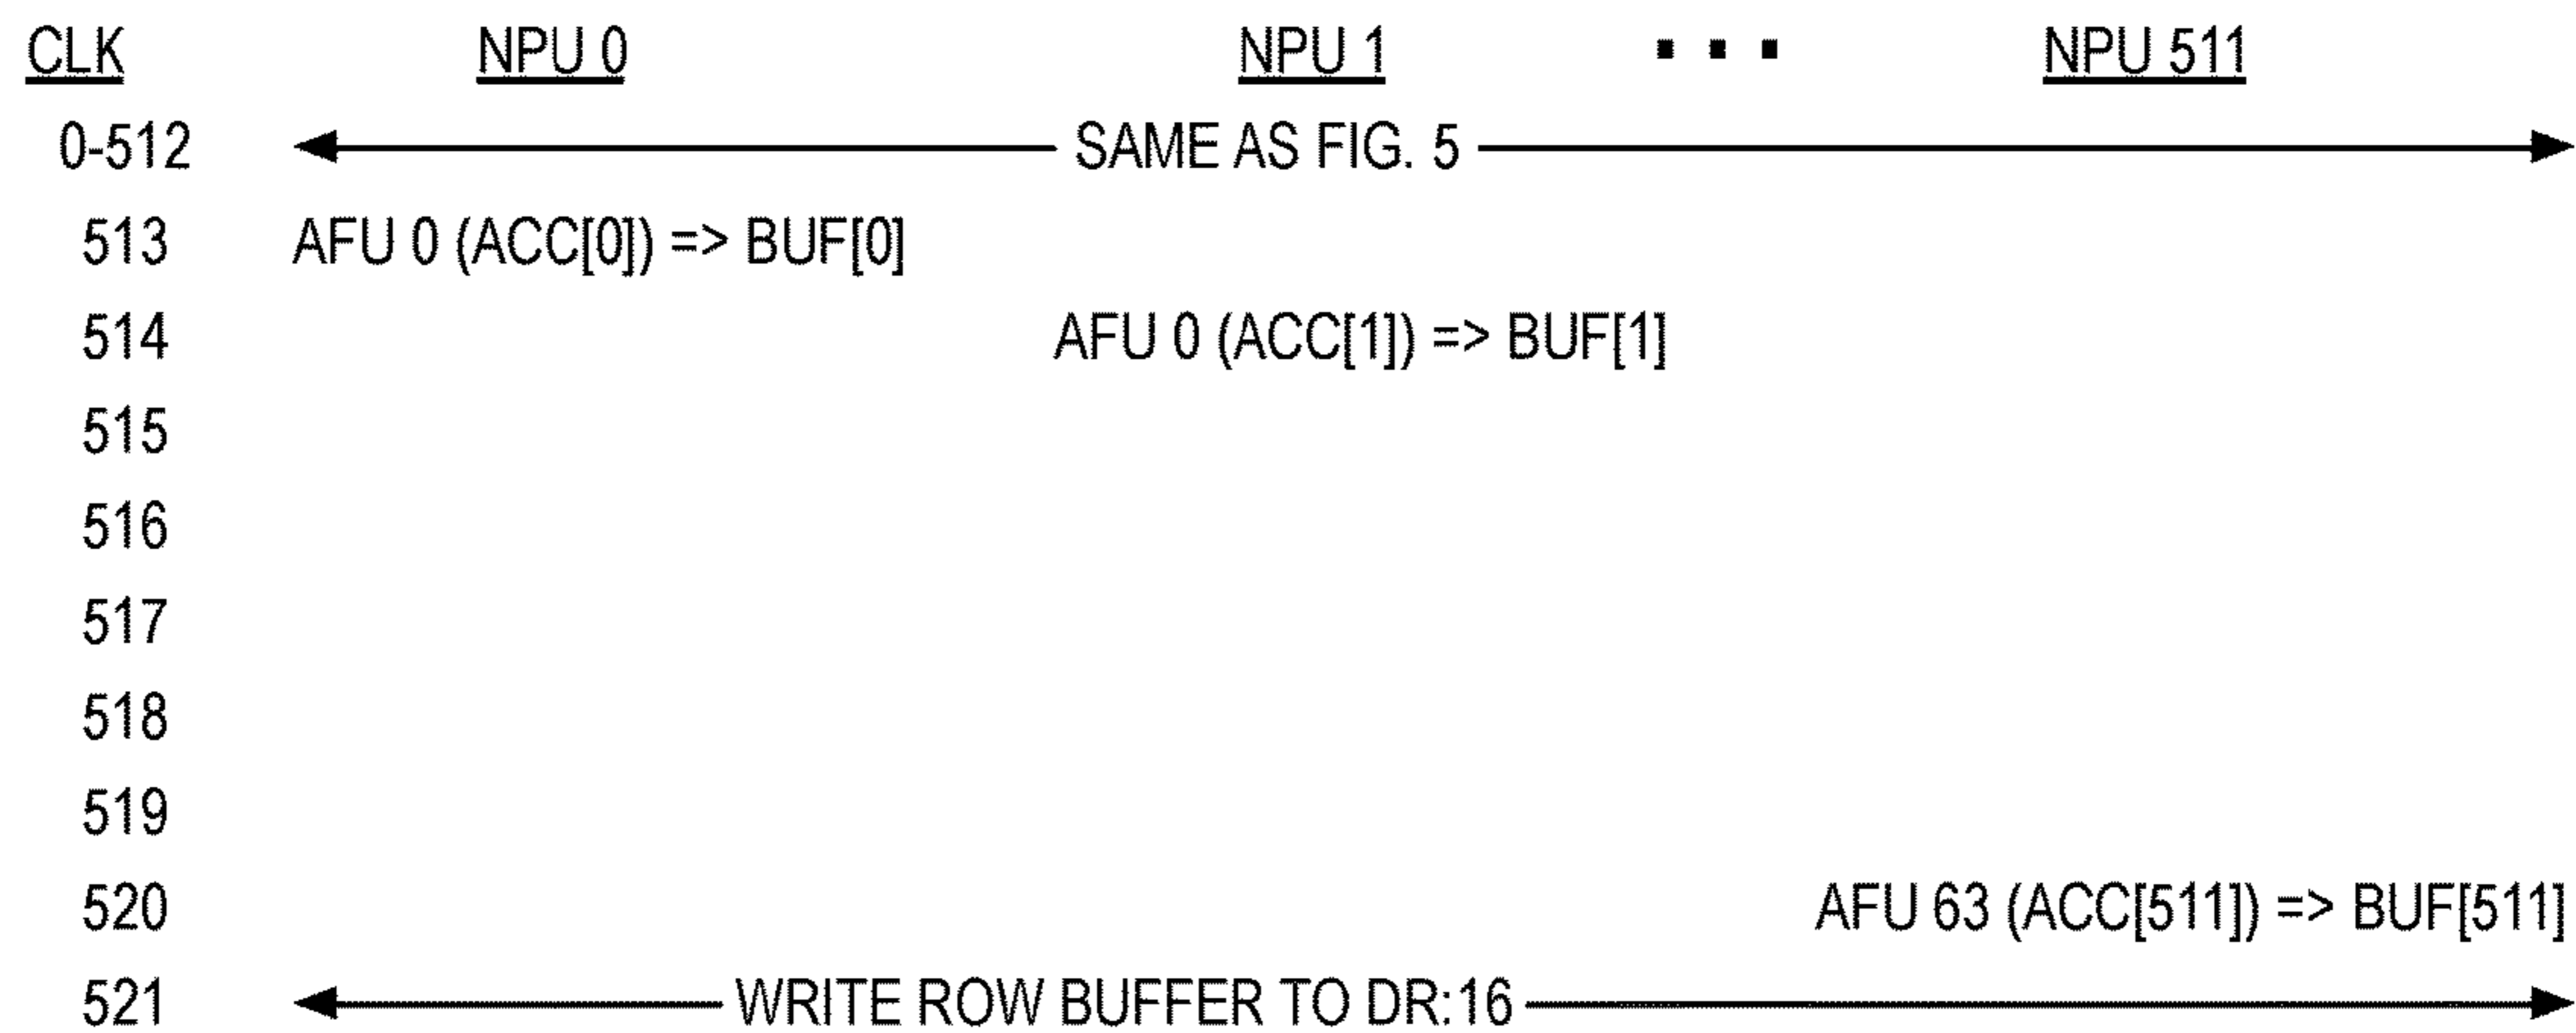 CLK NPU 0 NPU 1 ... NPU 511
0-512 SAME AS FIG. 5
513 AFU 0 (ACC[0]) => BUF[0]
514 AFU 0 (ACC[1]) => BUF[1]
515
516
517
518
519
520 AFU 63 (ACC[511]) => BUF[511]
521 WRITE ROW BUFFER TO DR:16